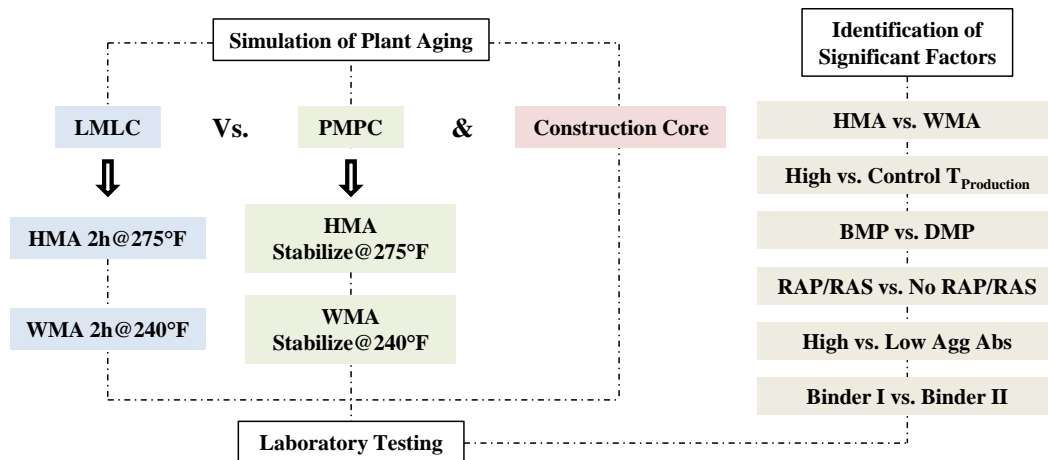 Simulation of Plant Aging
LMLC
Vs.
PMPC
&
Construction Core
HMA 2h@275°F
HMA
Stabilize@275°F
WMA 2h@240°F
WMA
Stabilize@240°F
Laboratory Testing
Identification of
Significant Factors
HMA vs. WMA
High vs. Control TProduction
BMP vs. DMP
RAP/RAS vs. No RAP/RAS
High vs. Low Agg Abs
Binder I vs. Binder II